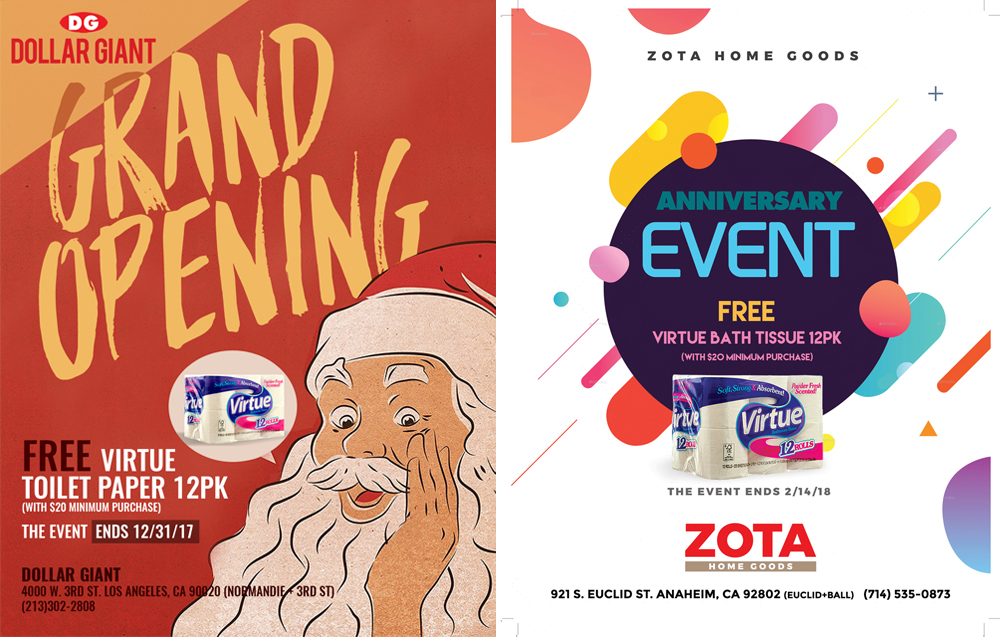 DG
DOLLAR GIANT
GRAND
OPENING
Soft, Strong & Absorbent!
Powder Fresh
Scented!
Virtue
12 ROLLS
FREE VIRTUE
TOILET PAPER 12PK
(WITH $20 MINIMUM PURCHASE)
THE EVENT ENDS 12/31/17
DOLLAR GIANT
4000 W. 3RD ST. LOS ANGELES, CA 90020 (NORMANDIE + 3RD ST)
(213)302-2808
ZOTA HOME GOODS
ANNIVERSARY
EVENT
FREE
VIRTUE BATH TISSUE 12PK
(WITH $20 MINIMUM PURCHASE)
Soft, Strong & Absorbent!
Powder Fresh
Scented!
Virtue
12 ROLLS
THE EVENT ENDS 2/14/18
ZOTA
HOME GOODS
921 S. EUCLID ST. ANAHEIM, CA 92802 (EUCLID+BALL) (714) 535-0873